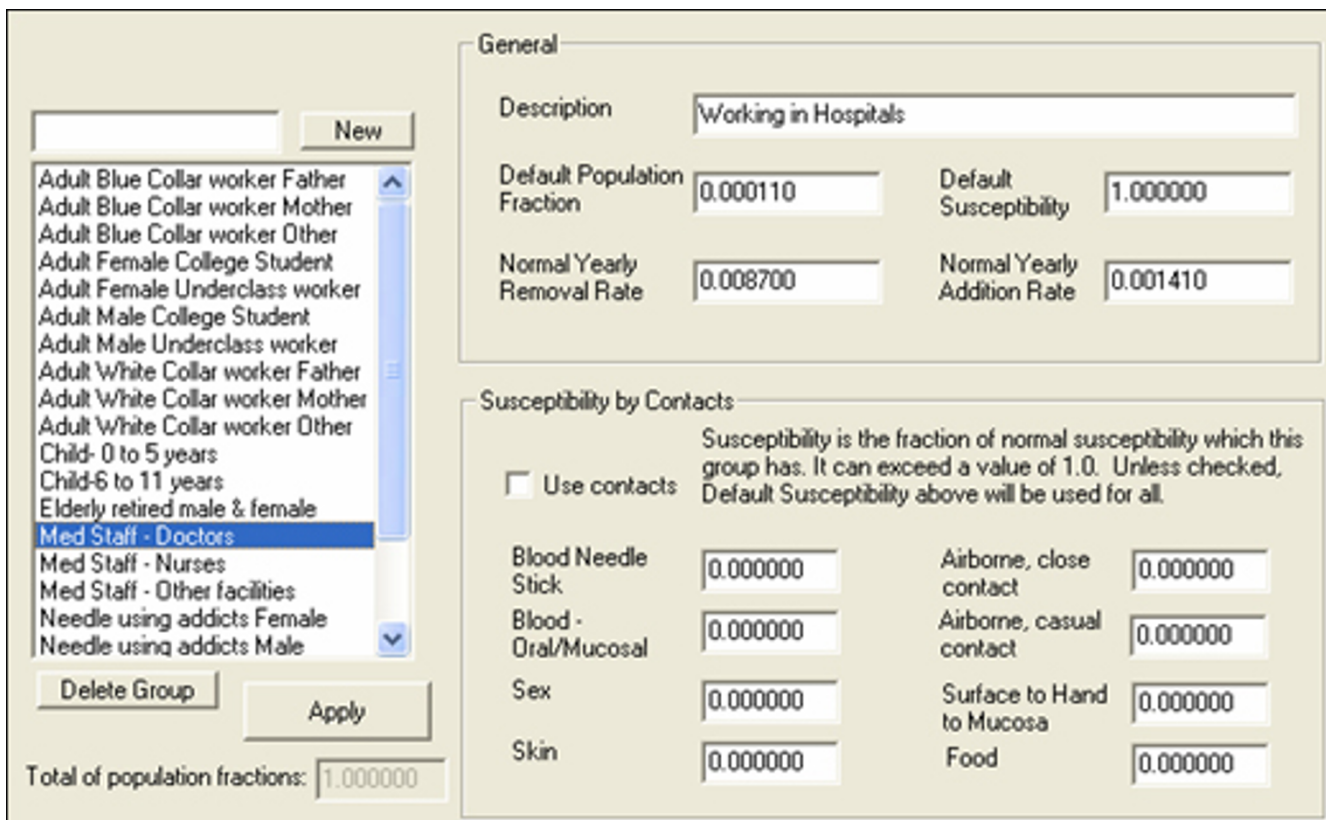 General
Description
Working in Hospitals
New
Adult Blue Collar worker Father
Adult Blue Collar worker Mother
Adult Blue Collar worker Other
Adult Female College Student
Adult Female Underclass worker
Adult Male College Student
Adult Male Underclass worker
Adult White Collar worker Father
Adult White Collar worker Mother
Adult White Collar worker Other
Child- 0 to 5 years
Child-6 to 11 years
Elderly retired male & female
Med Staff - Doctors
Med Staff - Nurses
Med Staff - Other facilities
Needle using addicts Female
Needle using addicts Male
Delete Group
Apply
Total of population fractions: 1.000000
Default Population
Fraction
0.000110
Default
Susceptibility
1.000000
Normal Yearly
Removal Rate
0.008700
Normal Yearly
Addition Rate
0.001410
Susceptibility by Contacts
Use contacts
Susceptibility is the fraction of normal susceptibility which this
group has. It can exceed a value of 1.0. Unless checked,
Default Susceptibility above will be used for all.
Blood Needle
Stick
0.000000
Airborne, close
contact
0.000000
Blood -
Oral/Mucosal
0.000000
Airborne, casual
contact
0.000000
Sex
0.000000
Surface to Hand
to Mucosa
0.000000
Skin
0.000000
Food
0.000000